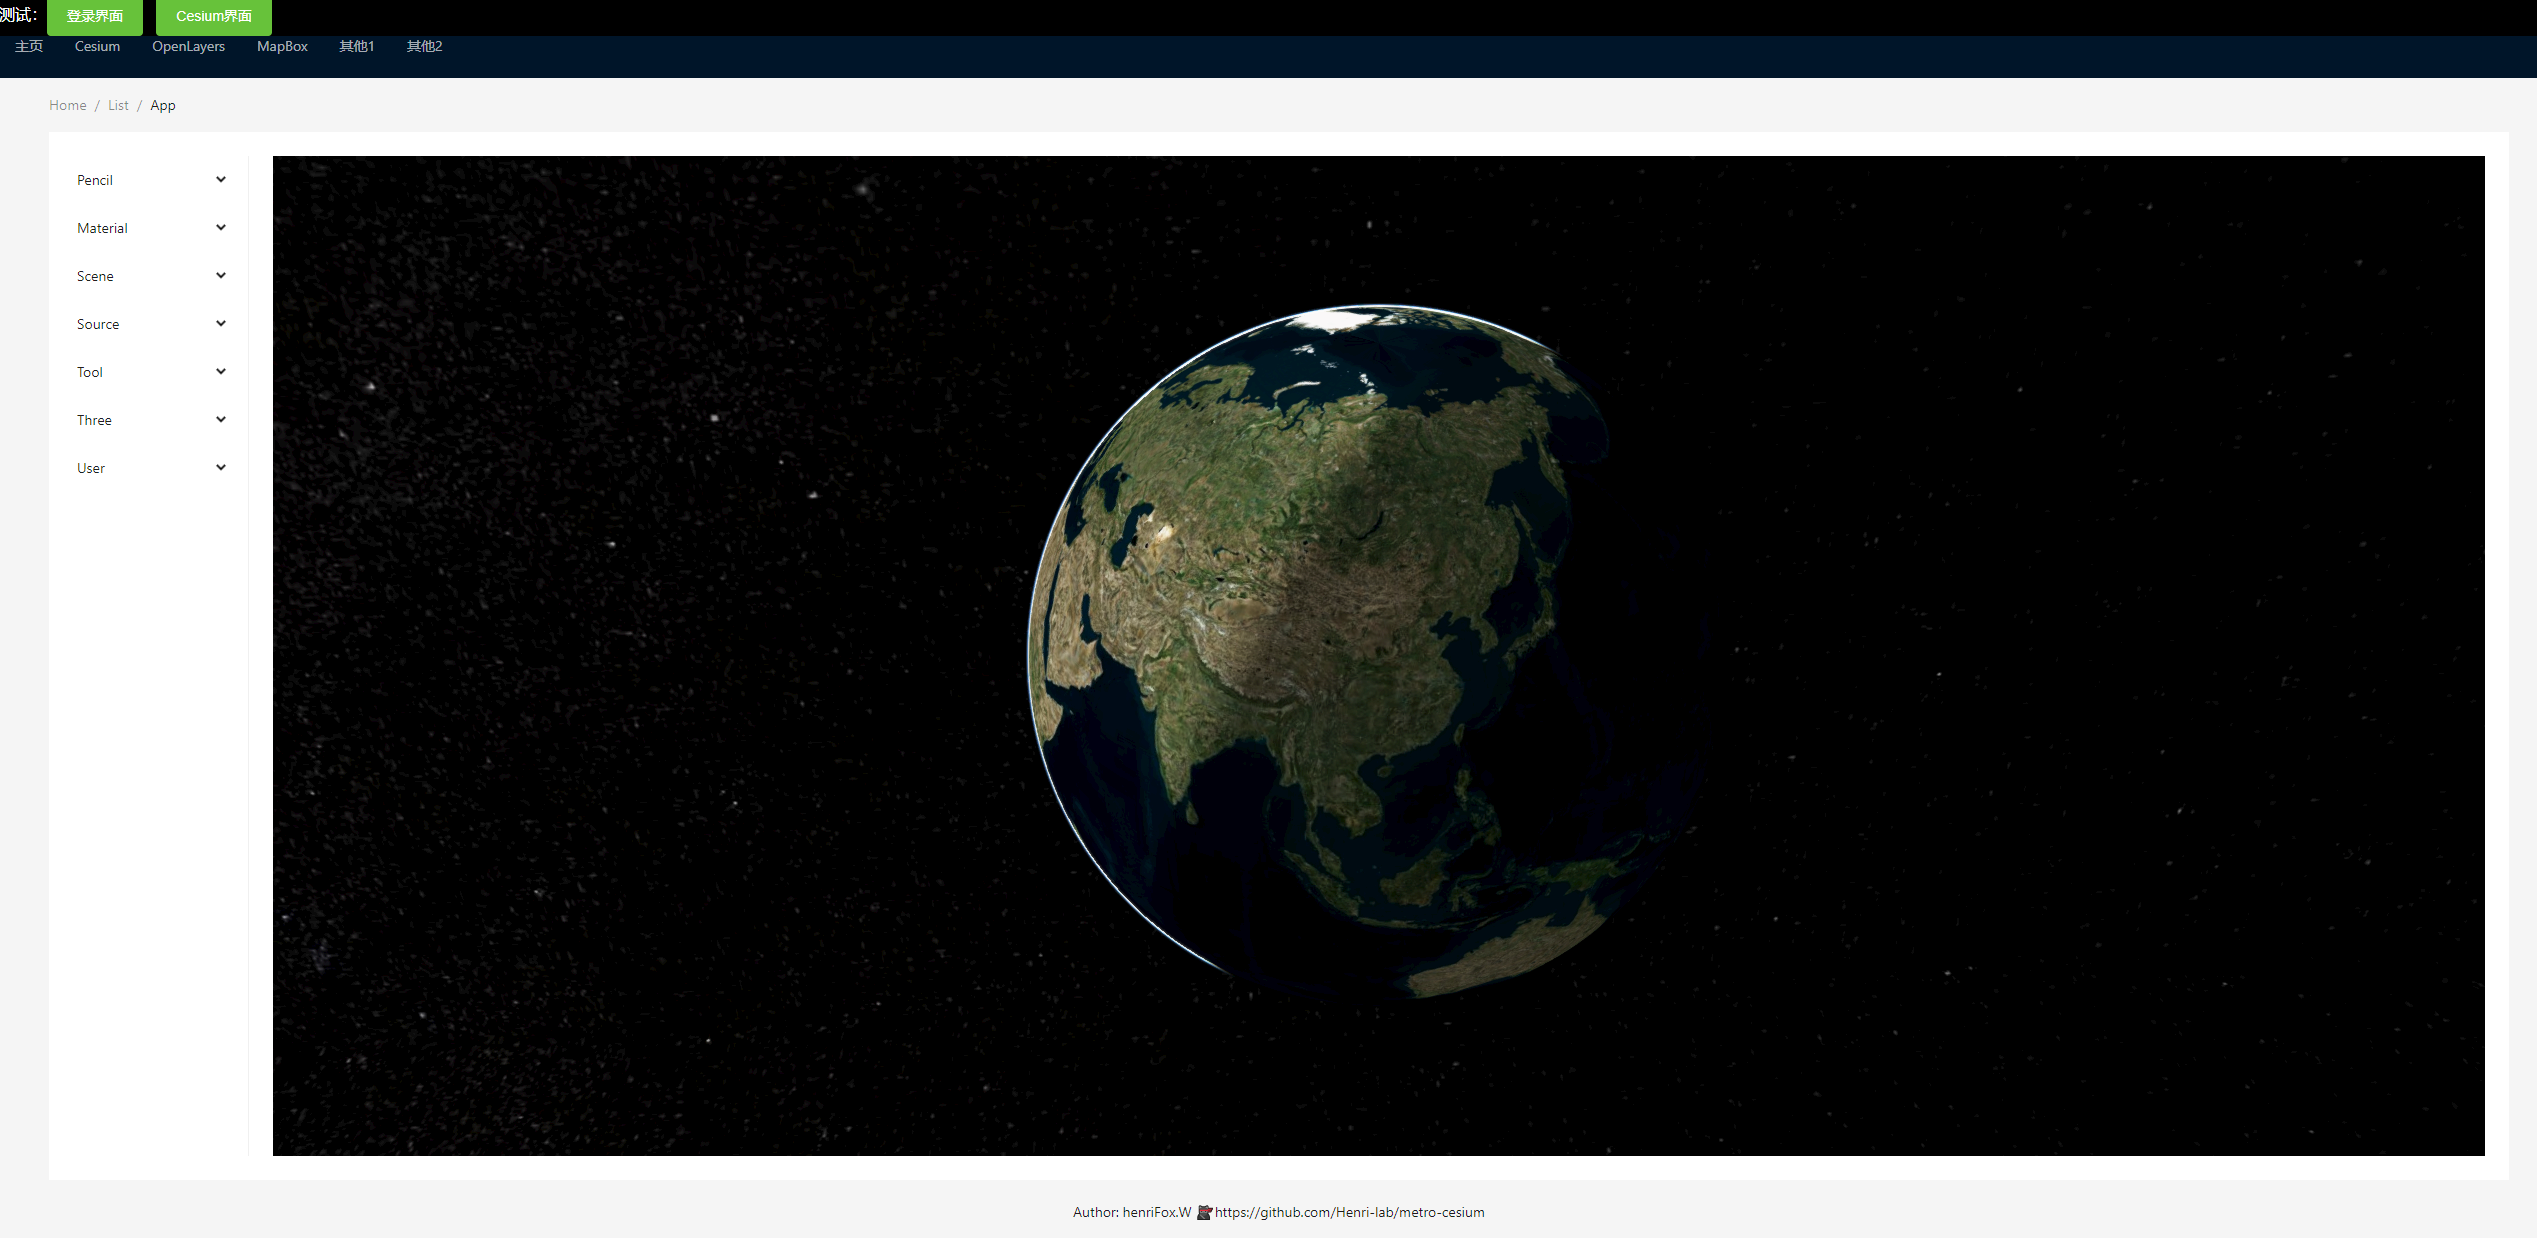 测试： 登录界面 Cesium界面
主页 Cesium OpenLayers MapBox 其他1 其他2
Home / List / App
Pencil
Material
Scene
Source
Tool
Three
User
Author: henriFox.W https://github.com/Henri-lab/metro-cesium